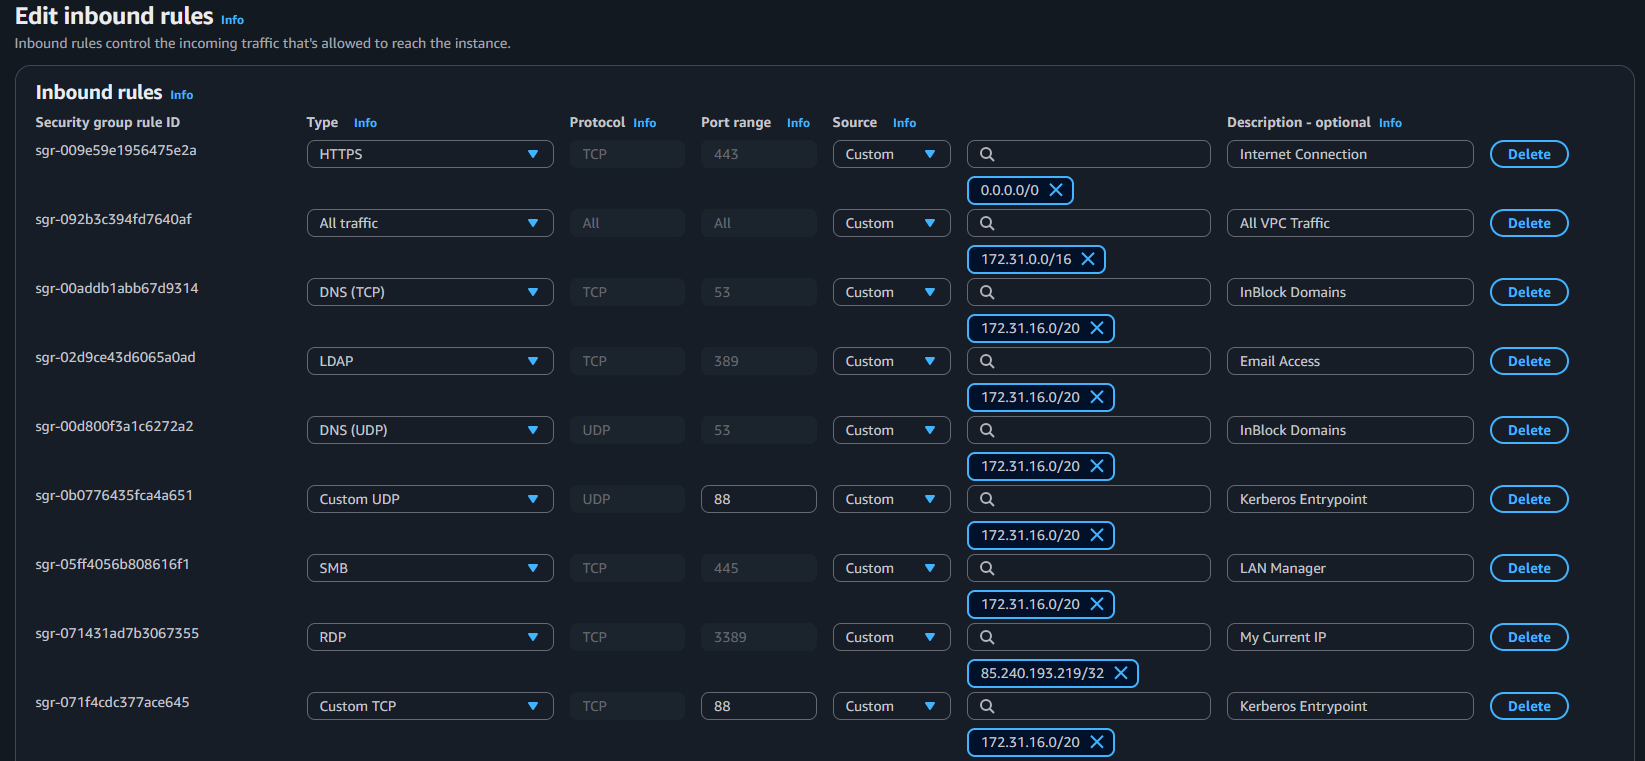 Edit inbound rules Info
Inbound rules control the incoming traffic that's allowed to reach the instance.
Inbound rules Info
Security group rule ID Type Info Protocol Info Port range Info Source Info Description - optional Info
sgr-009e59e1956475e2a HTTPS TCP 443 Custom Internet Connection Delete
0.0.0.0/0
sgr-092b3c394fd7640af All traffic All All Custom All VPC Traffic Delete
172.31.0.0/16
sgr-00addb1abb67d9314 DNS (TCP) TCP 53 Custom InBlock Domains Delete
172.31.16.0/20
sgr-02d9ce43d6065a0ad LDAP TCP 389 Custom Email Access Delete
172.31.16.0/20
sgr-00d800f3a1c6272a2 DNS (UDP) UDP 53 Custom InBlock Domains Delete
172.31.16.0/20
sgr-0b0776435fca4a651 Custom UDP UDP 88 Custom Kerberos Entrypoint Delete
172.31.16.0/20
sgr-05ff4056b808616f1 SMB TCP 445 Custom LAN Manager Delete
172.31.16.0/20
sgr-071431ad7b3067355 RDP TCP 3389 Custom My Current IP Delete
85.240.193.219/32
sgr-071f4cdc377ace645 Custom TCP TCP 88 Custom Kerberos Entrypoint Delete
172.31.16.0/20